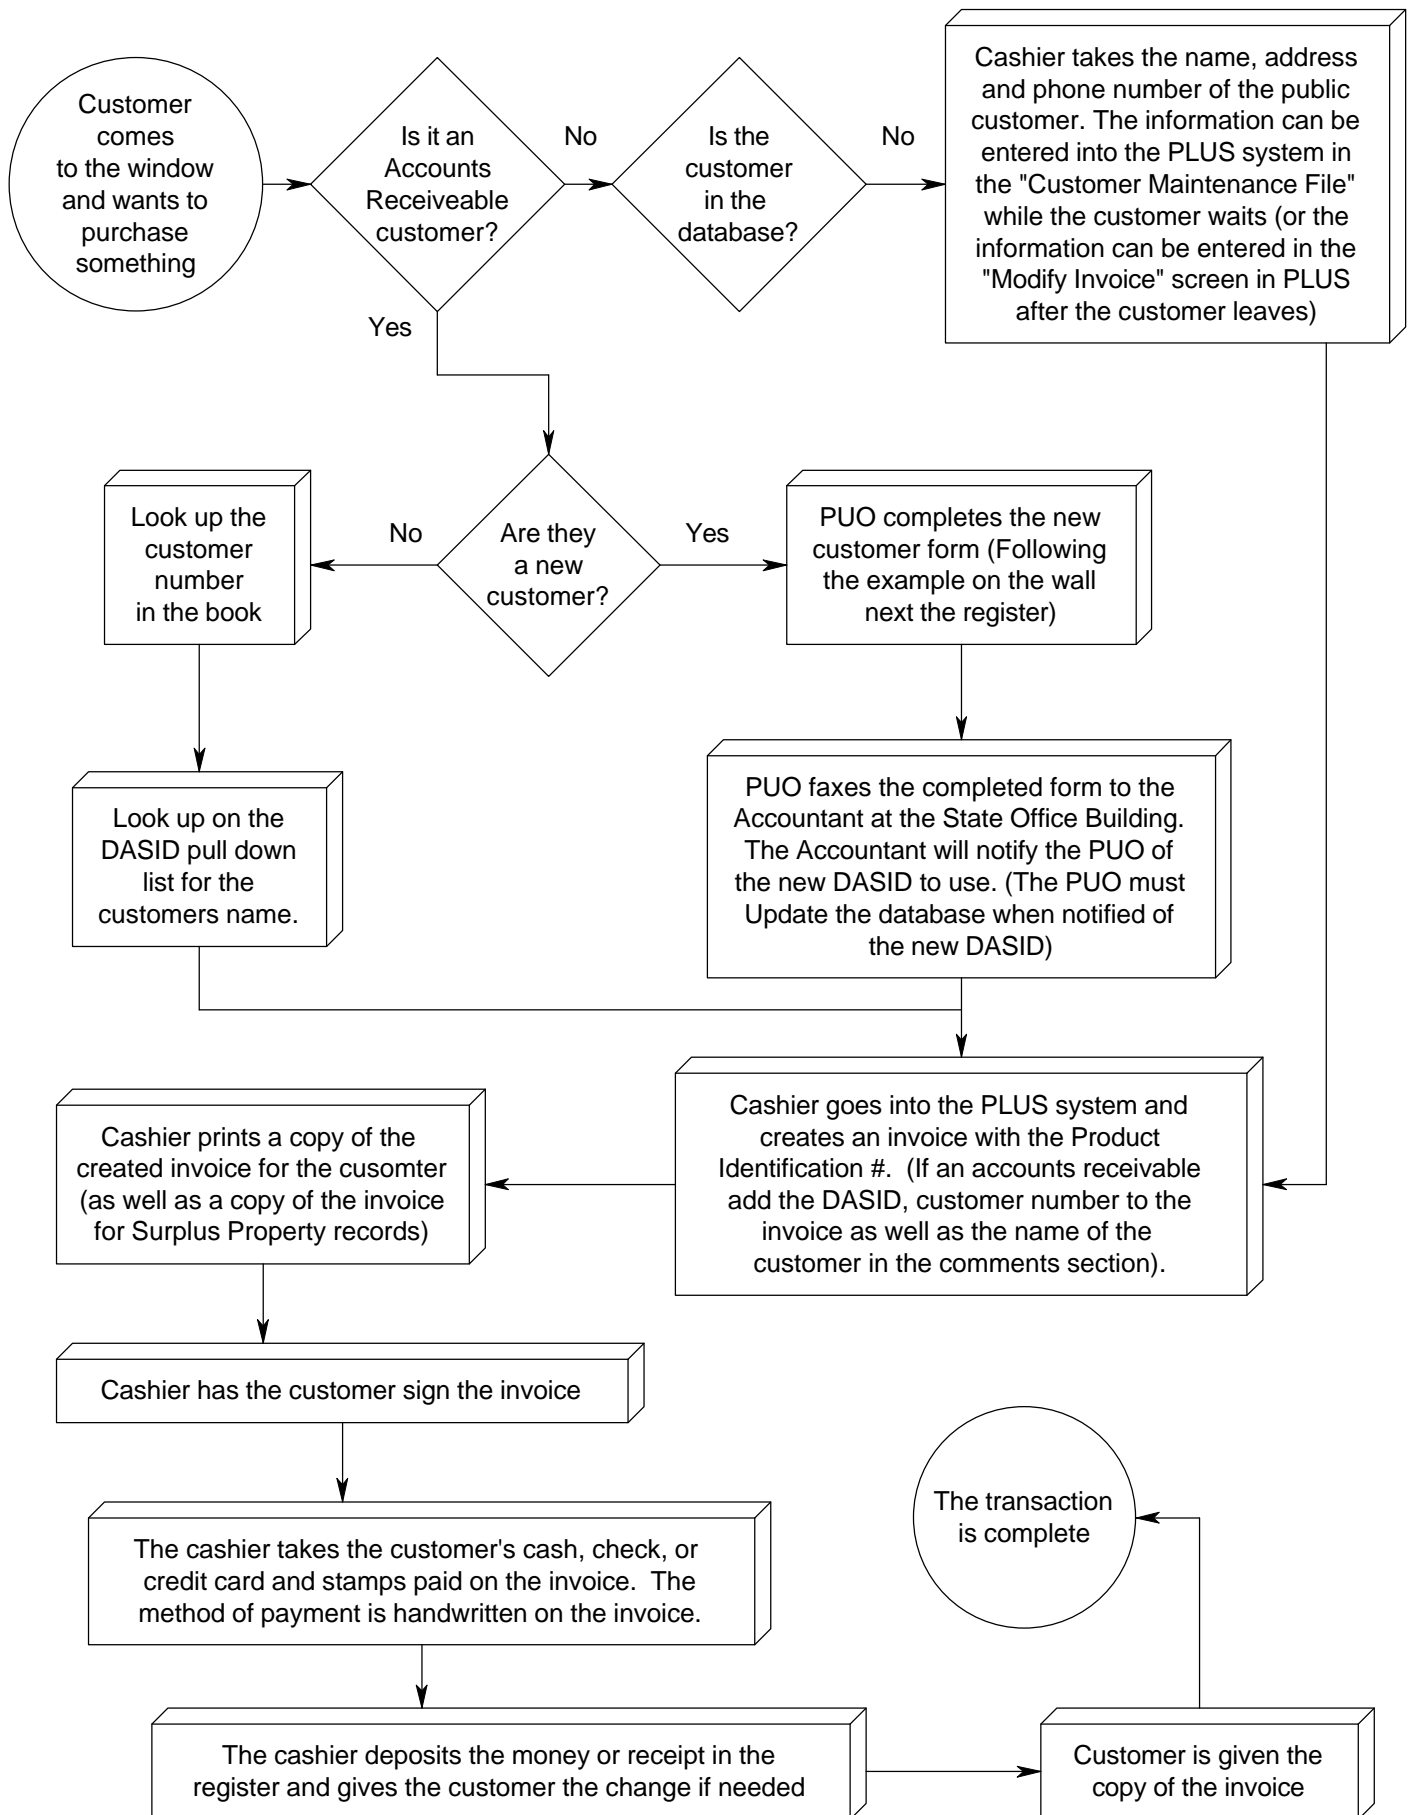 Customer
comes
to the window
and wants to
purchase
something
Is it an
Accounts
Receiveable
customer?
No
Is the
customer
in the
database?
No
Cashier takes the name, address
and phone number of the public
customer. The information can be
entered into the PLUS system in
the "Customer Maintenance File"
while the customer waits (or the
information can be entered in the
"Modify Invoice" screen in PLUS
after the customer leaves)
Yes
Look up the
customer
number
in the book
No
Are they
a new
customer?
Yes
PUO completes the new
customer form (Following
the example on the wall
next the register)
Look up on the
DASID pull down
list for the
customers name.
PUO faxes the completed form to the
Accountant at the State Office Building.
The Accountant will notify the PUO of
the new DASID to use. (The PUO must
Update the database when notified of
the new DASID)
Cashier prints a copy of the
created invoice for the cusomter
(as well as a copy of the invoice
for Surplus Property records)
Cashier goes into the PLUS system and
creates an invoice with the Product
Identification #.  (If an accounts receivable
add the DASID, customer number to the
invoice as well as the name of the
customer in the comments section).
Cashier has the customer sign the invoice
The cashier takes the customer's cash, check, or
credit card and stamps paid on the invoice.  The
method of payment is handwritten on the invoice.
The transaction
is complete
The cashier deposits the money or receipt in the
register and gives the customer the change if needed
Customer is given the
copy of the invoice